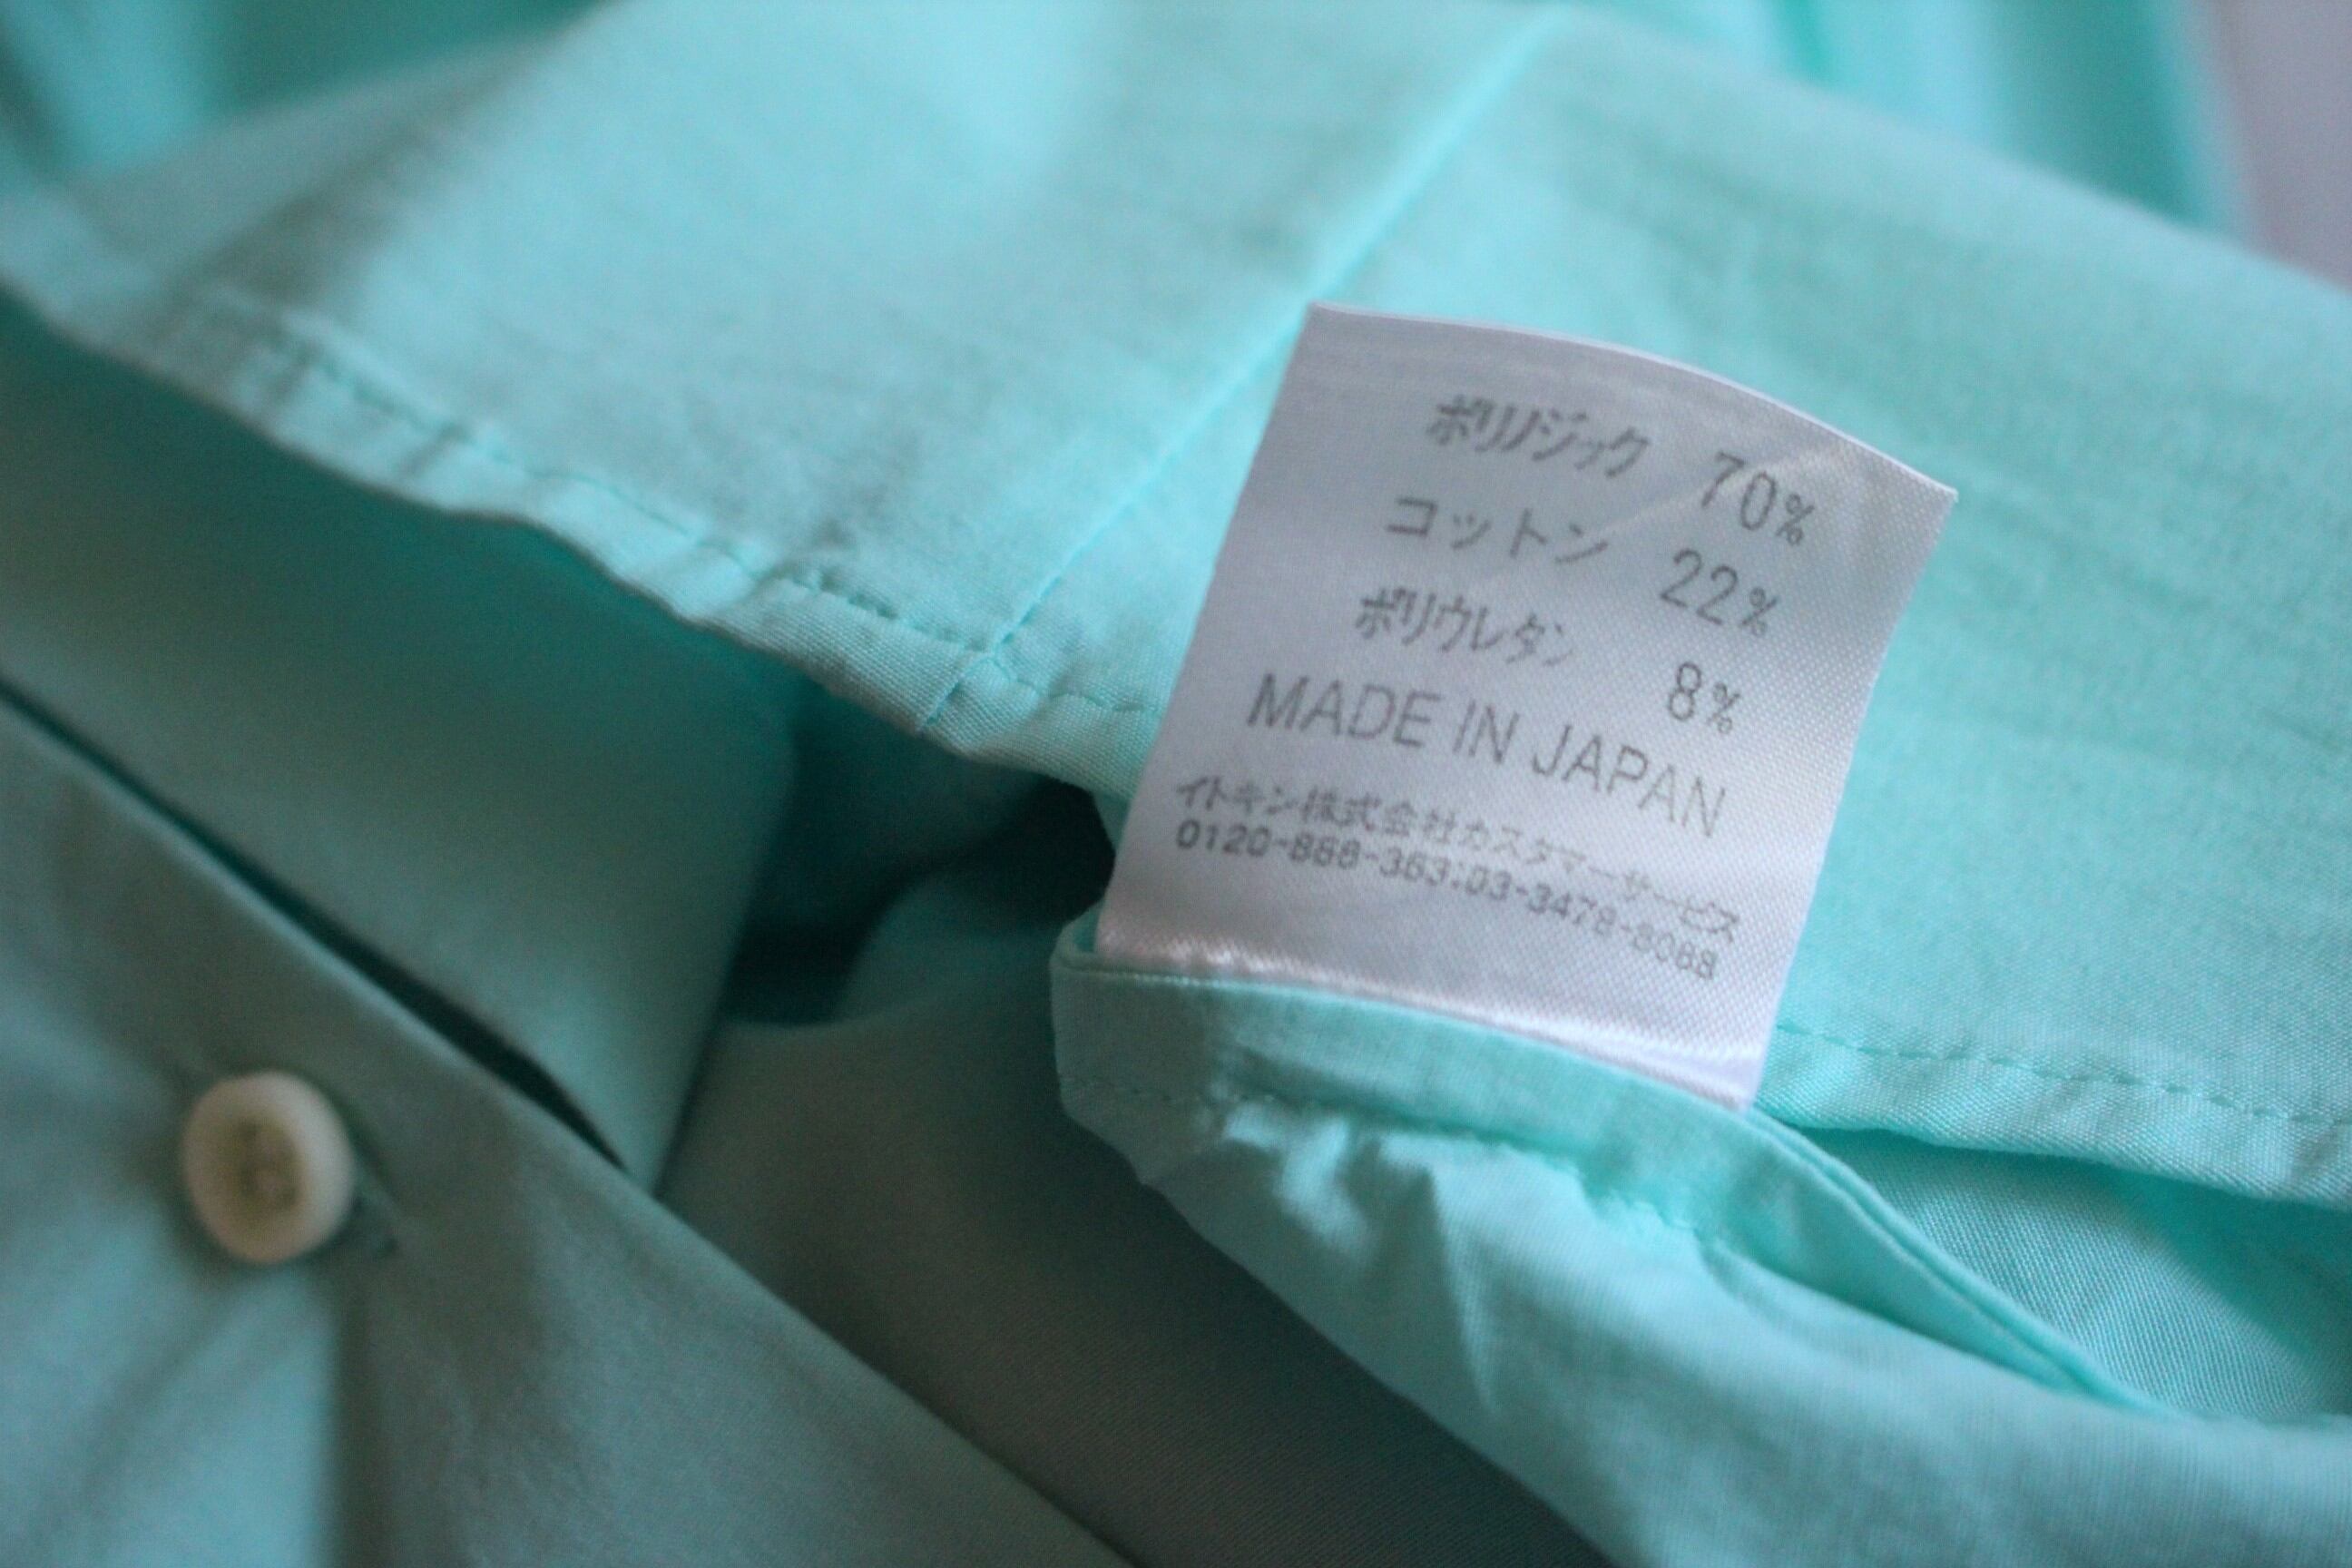 ポリノジック 70%
コットン 22%
ポリウレタン 8%
MADE IN JAPAN
イトキン株式会社カスタマーサービス
0120-888-363:03-3478-8088